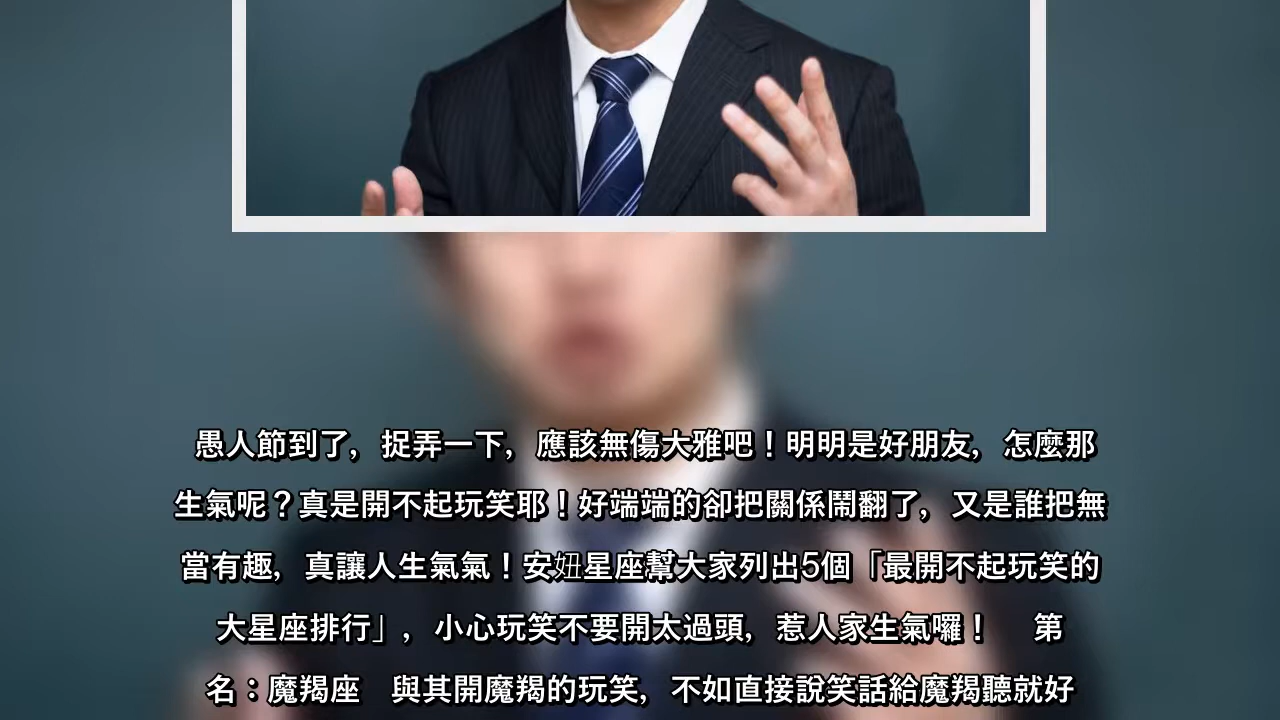 愚人節到了，捉弄一下，應該無傷大雅吧！明明是好朋友，怎麼那
生氣呢？真是開不起玩笑耶！好端端的卻把關係鬧翻了，又是誰把無
當有趣，真讓人生氣氣！安妞星座幫大家列出5個「最開不起玩笑的
大星座排行」，小心玩笑不要開太過頭，惹人家生氣囉！　第
名：魔羯座　與其開魔羯的玩笑，不如直接說笑話給魔羯聽就好